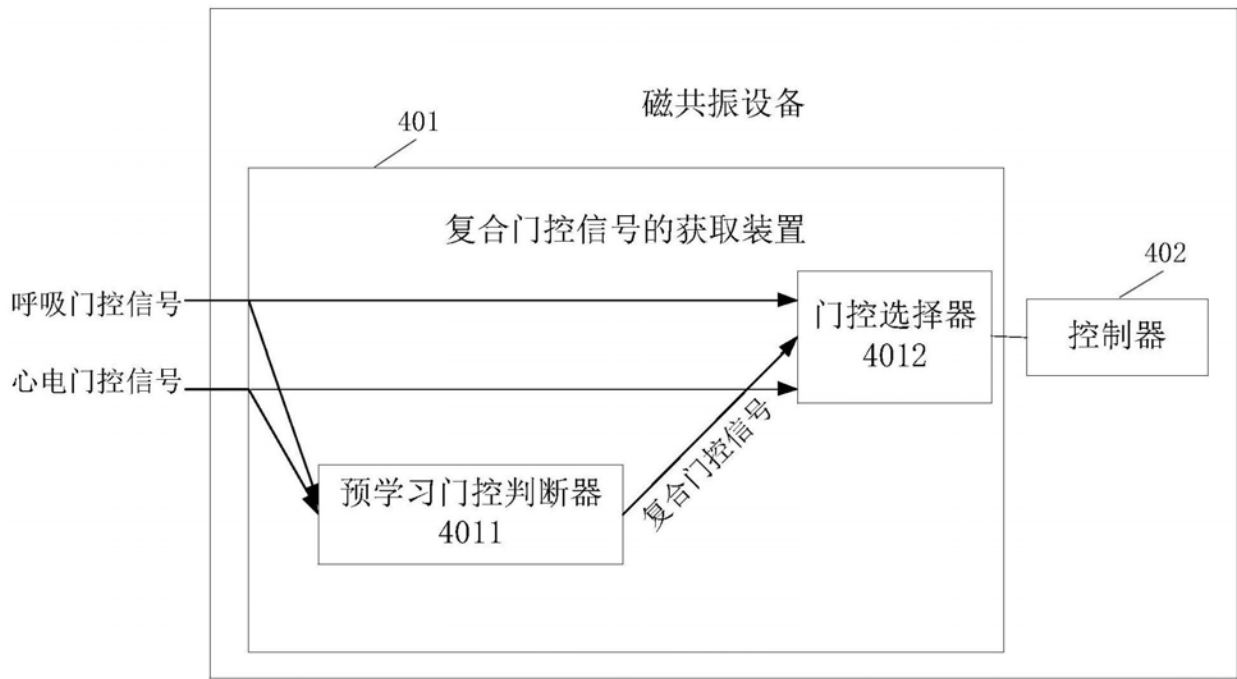 磁共振设备
401
复合门控信号的获取装置
402
呼吸门控信号
门控选择器
4012
控制器
心电门控信号
复合门控信号
预学习门控判断器
4011